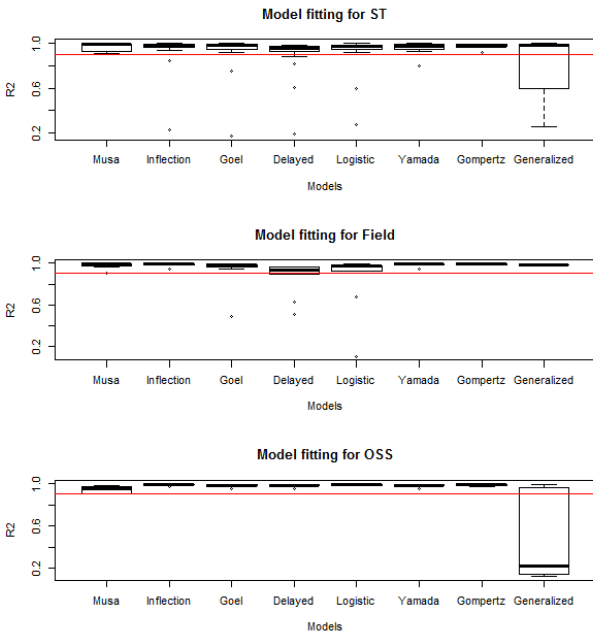 Model fitting for ST
R2
1.0
0.6
0.2
Musa Inflection Goel Delayed Logistic Yamada Gompertz Generalized
Models
Model fitting for Field
R2
1.0
0.6
0.2
Musa Inflection Goel Delayed Logistic Yamada Gompertz Generalized
Models
Model fitting for OSS
R2
1.0
0.6
0.2
Musa Inflection Goel Delayed Logistic Yamada Gompertz Generalized
Models